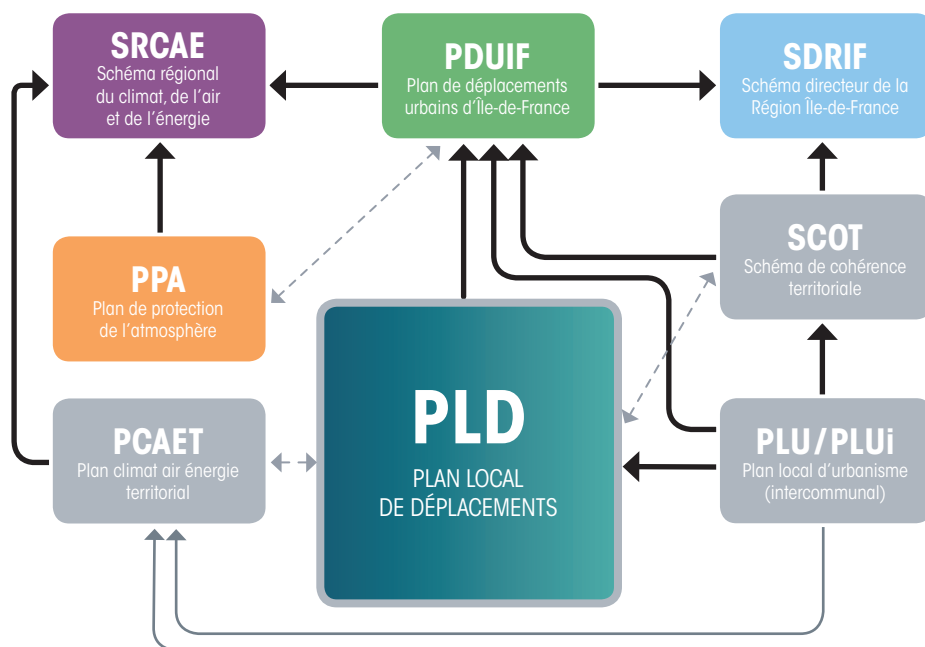 SRCAE
Schéma régional
du climat, de l'air
et de l'énergie
PDUIF
Plan de déplacements
urbains d'Île-de-France
SDRIF
Schéma directeur de la
Région Île-de-France
PPA
Plan de protection
de l'atmosphère
SCOT
Schéma de cohérence
territoriale
PCAET
Plan climat air énergie
territorial
PLD
PLAN LOCAL
DE DÉPLACEMENTS
PLU/PLUi
Plan local d'urbanisme
(intercommunal)